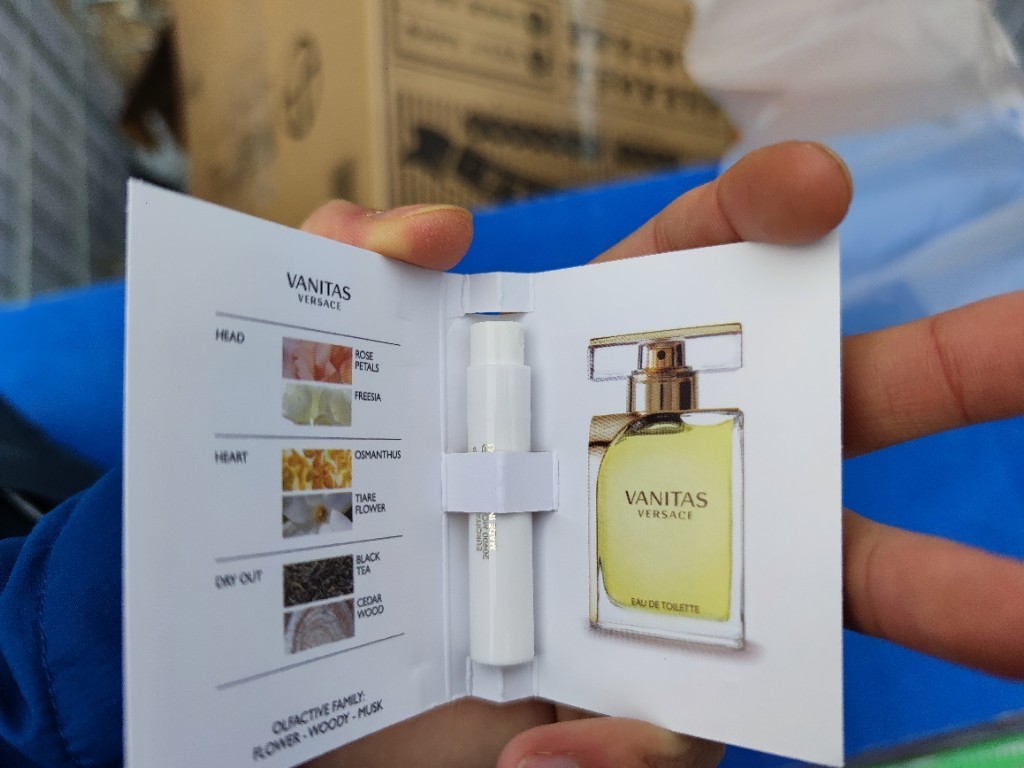 VANITAS
VERSACE
HEAD
ROSE
PETALS
FREESIA
HEART
OSMANTHUS
TIARE
FLOWER
DRY OUT
BLACK
TEA
CEDAR
WOOD
OLFACTIVE FAMILY:
FLOWER - WOODY - MUSK
VANITAS
VERSACE
EAU DE TOILETTE